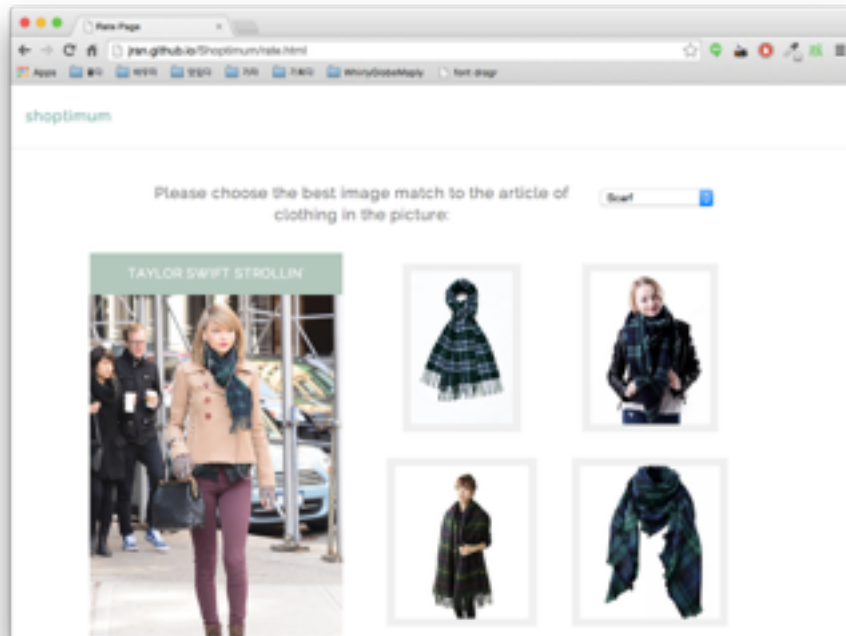 Rate Page
jran.github.io/Shoptimum/rate.html
Apps WhirlyGlobeMaply font dragr
shoptimum
Please choose the best image match to the article of
clothing in the picture:
Scarf
TAYLOR SWIFT STROLLIN'